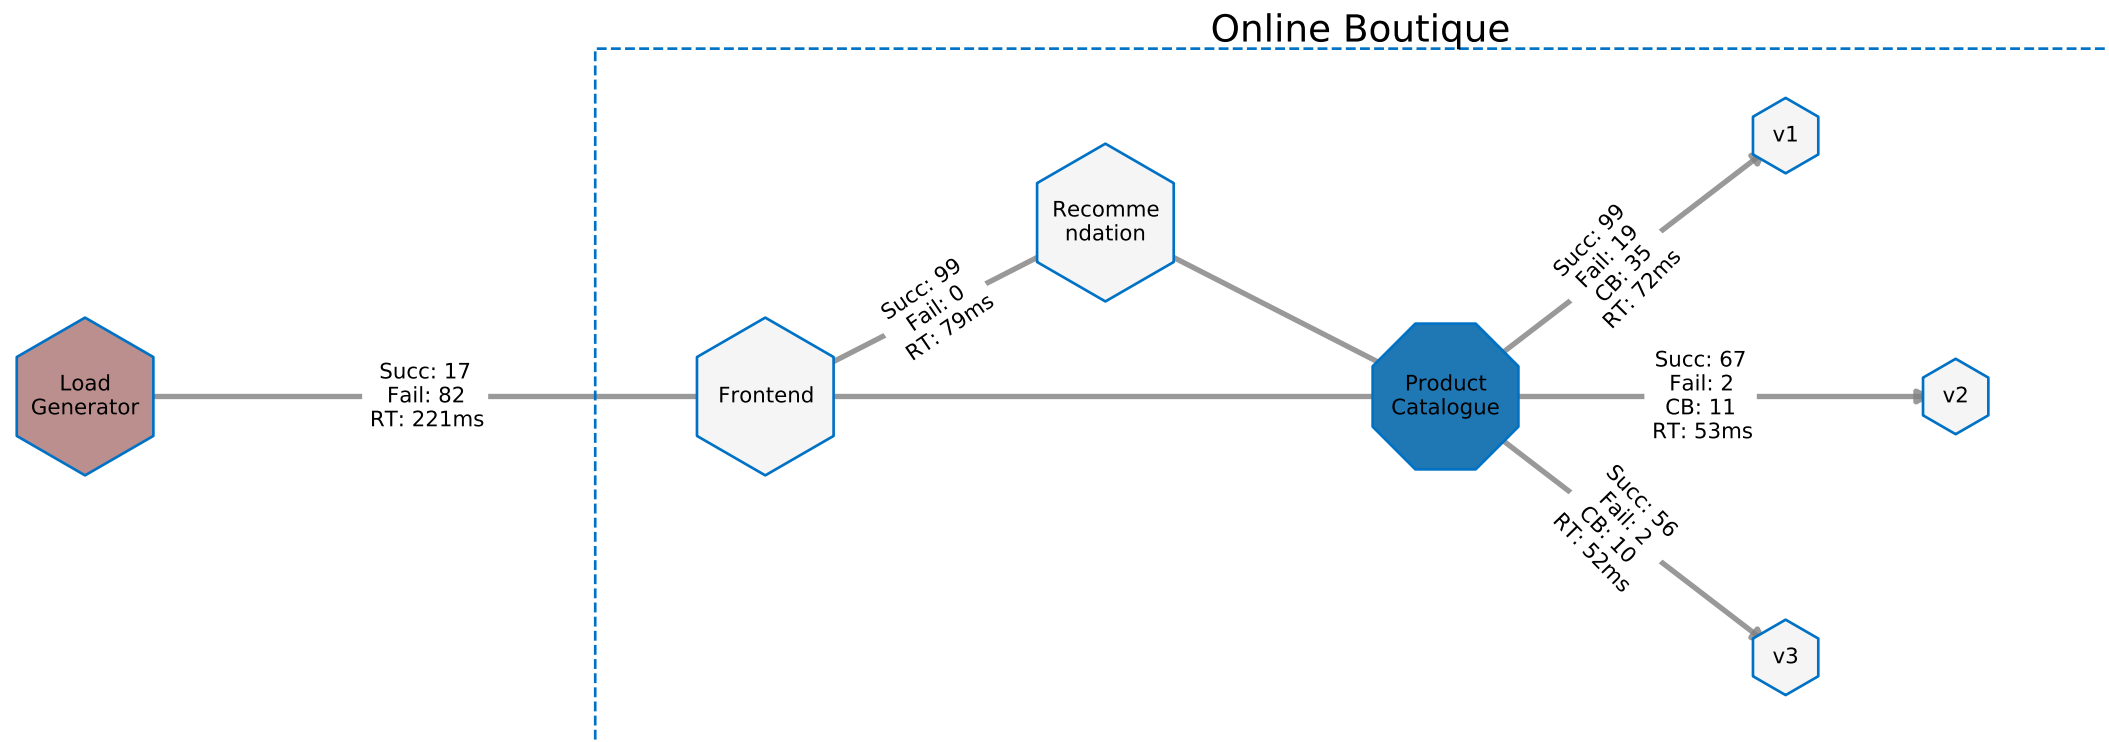 Online Boutique
v1
Recomme
ndation
Succ: 99
Fail: 19
CB: 35
RT: 72ms
Succ: 99
Fail: 0
RT: 79ms
Load
Generator
Succ: 17
Fail: 82
RT: 221ms
Frontend
Product
Catalogue
Succ: 67
Fail: 2
CB: 11
RT: 53ms
v2
Succ: 56
Fail: 2
CB: 10
RT: 52ms
v3